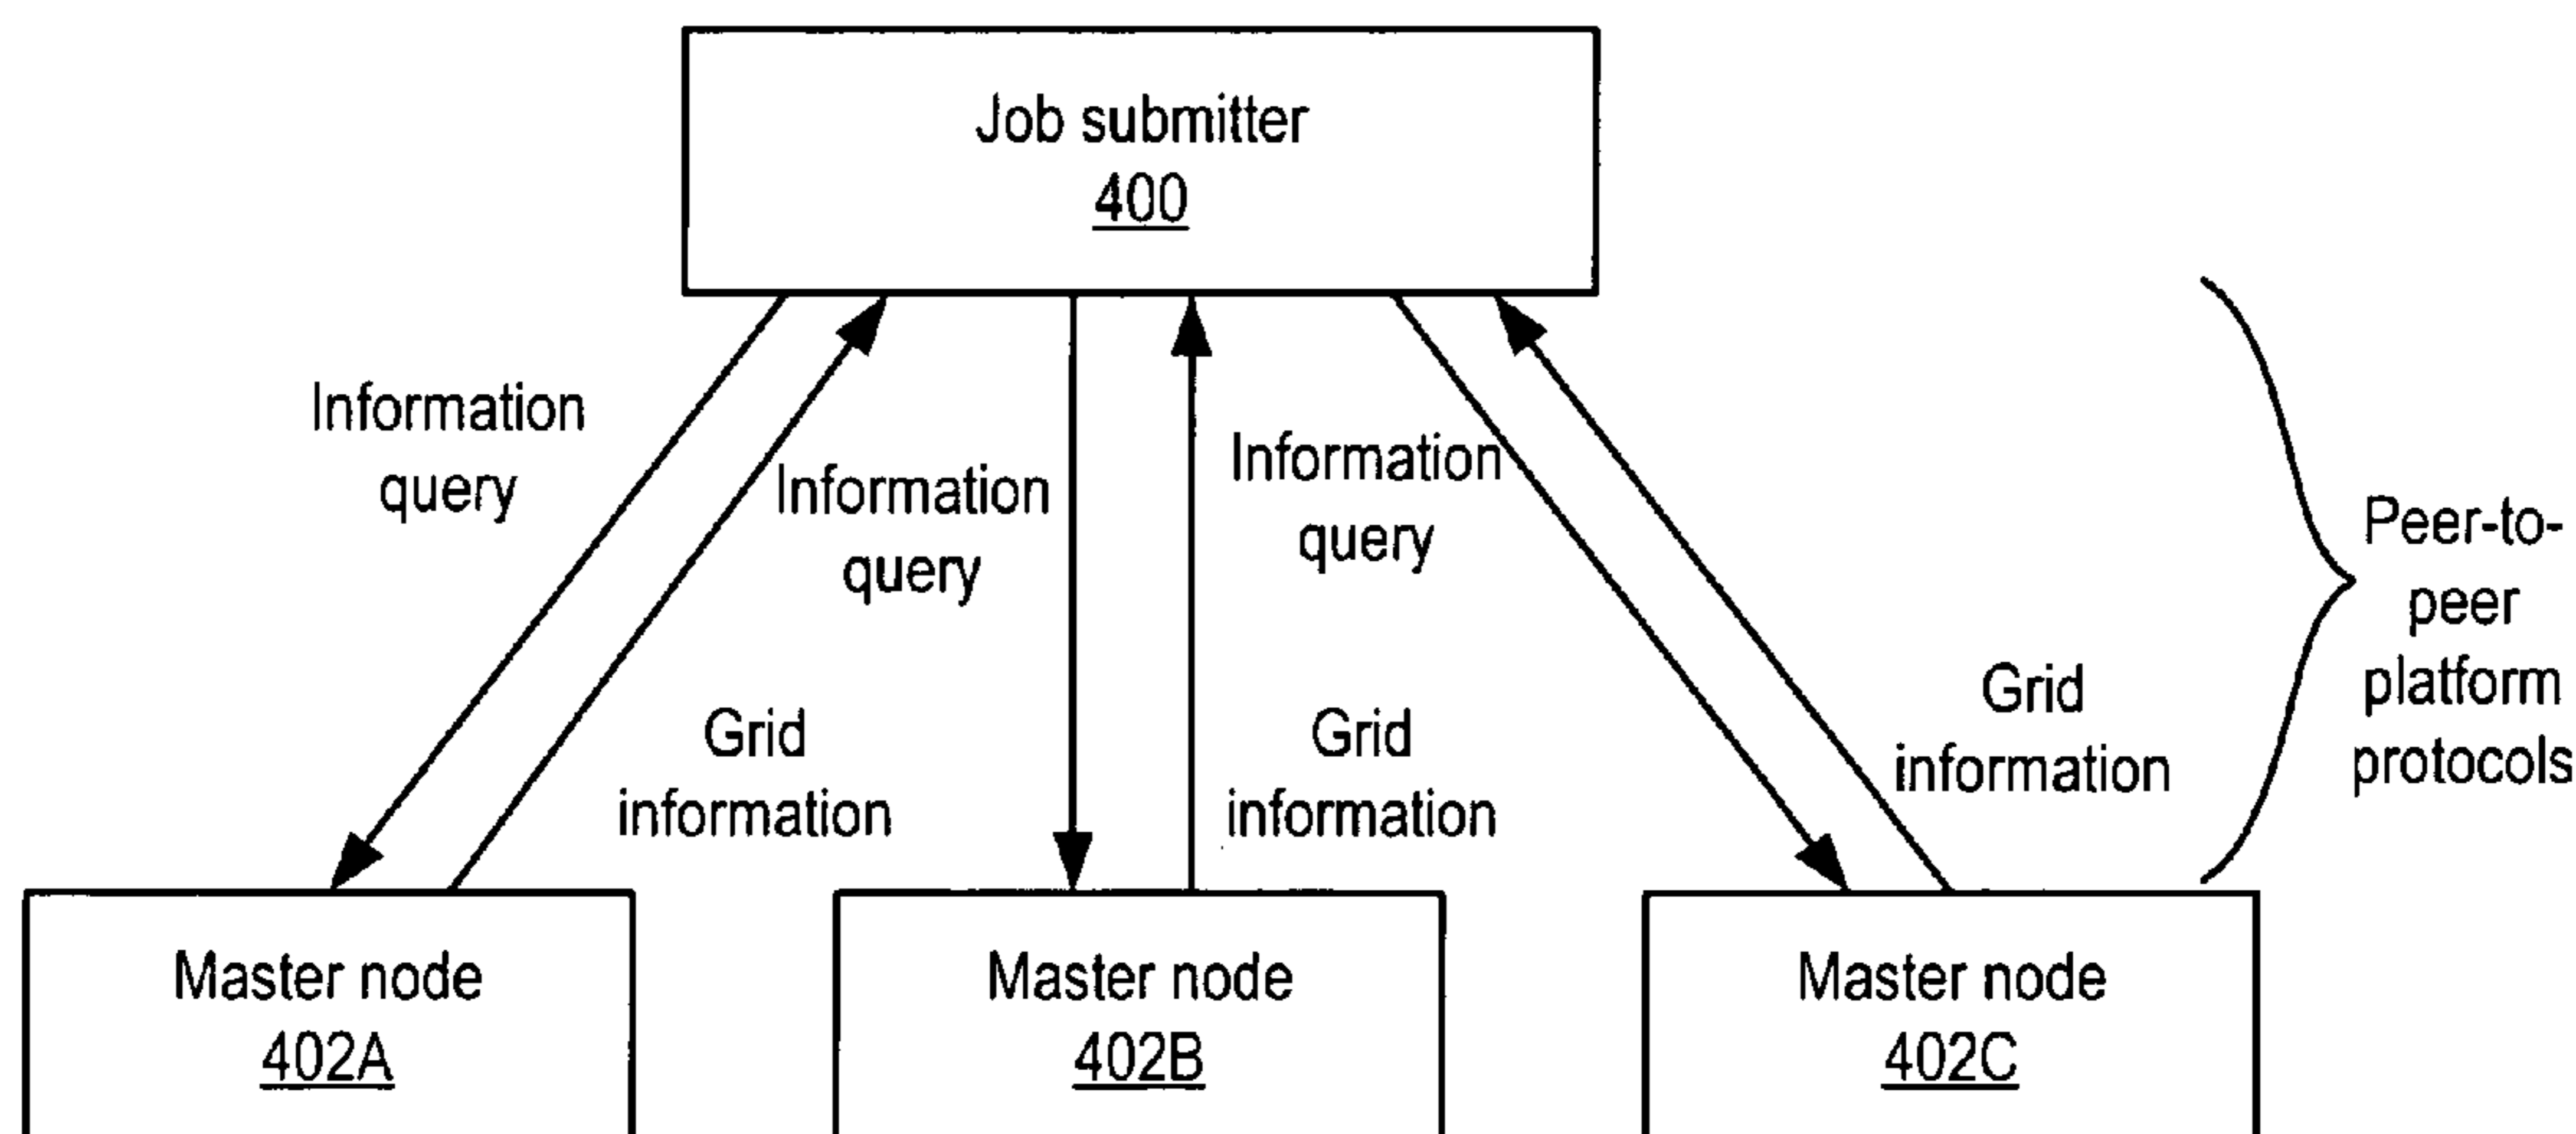 Job submitter
400
Information
query
Information
query
Information
query
Peer-to-
peer
platform
protocols
Grid
information
Grid
information
Grid
information
Master node
402A
Master node
402B
Master node
402C